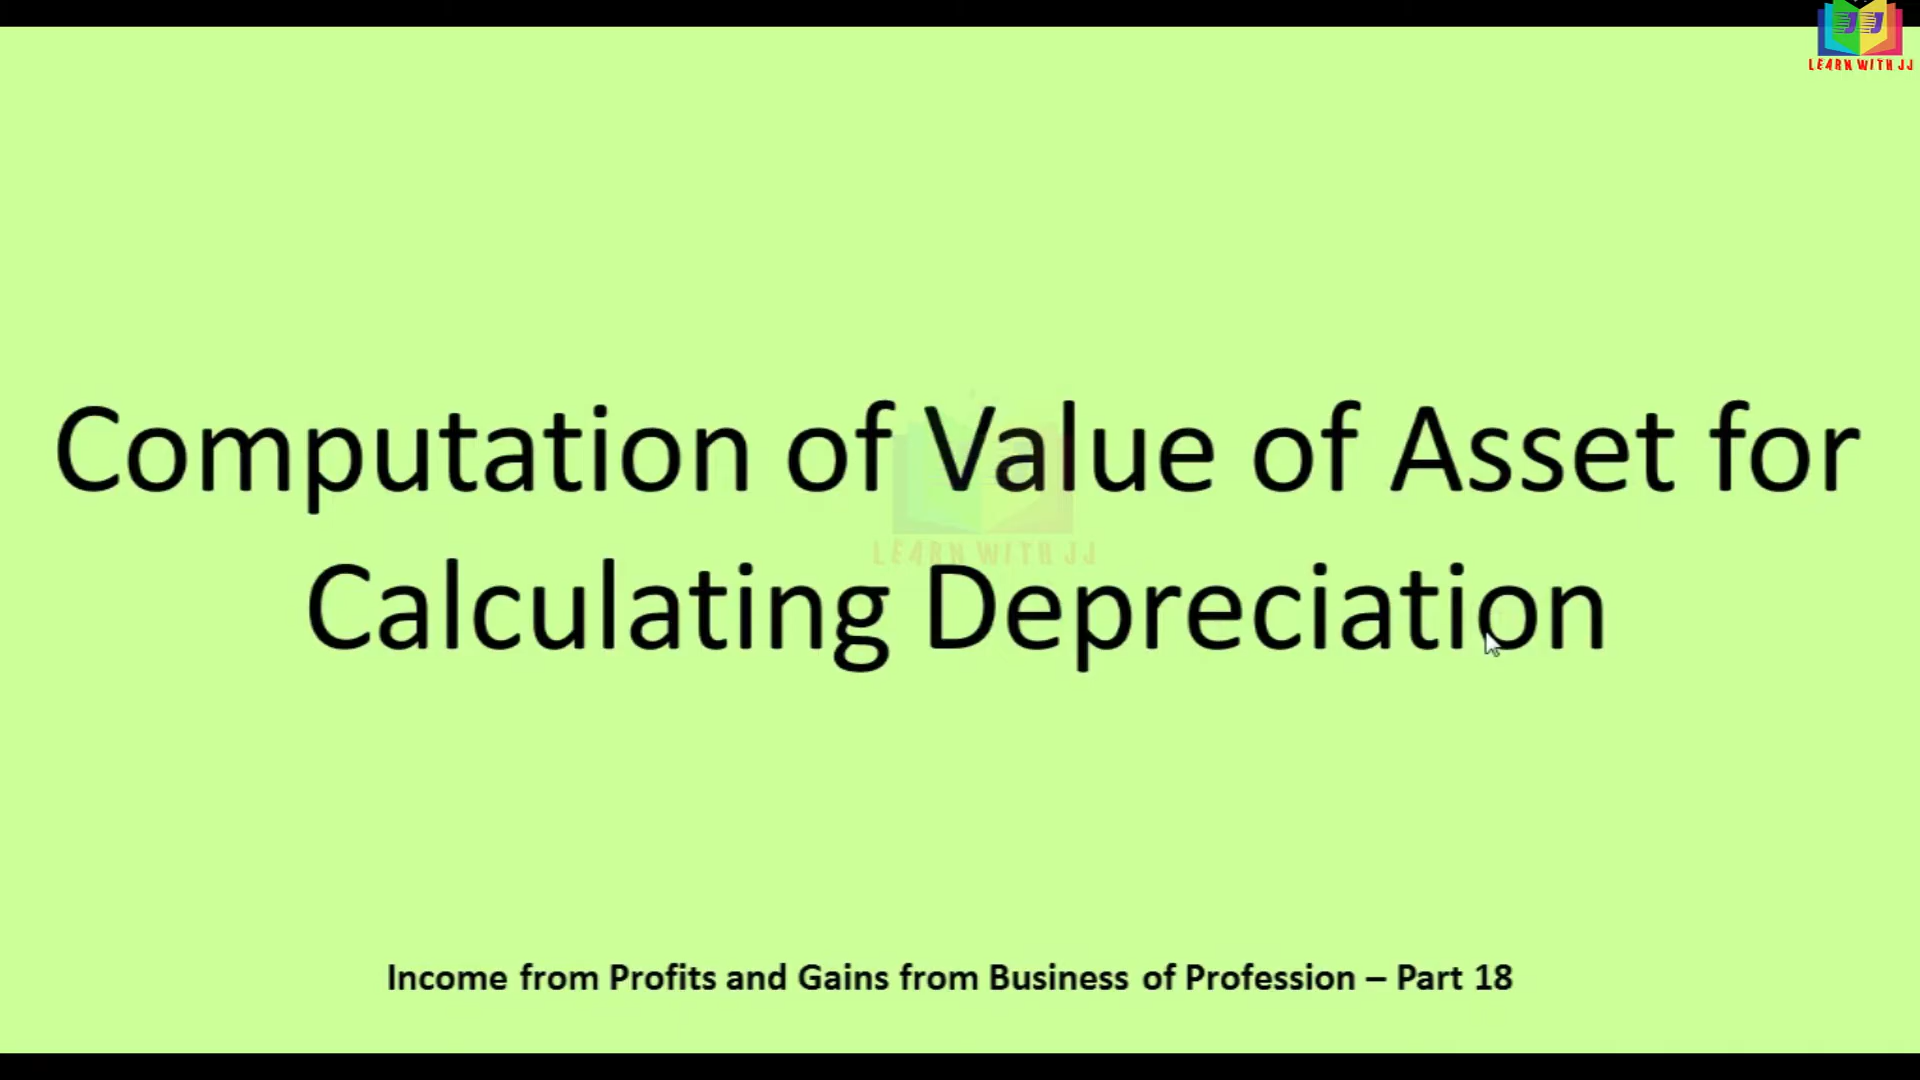 LEARN WITH JJ
Computation of Value of Asset for
LEARN WITH JJ
Calculating Depreciation
Income from Profits and Gains from Business of Profession – Part 18